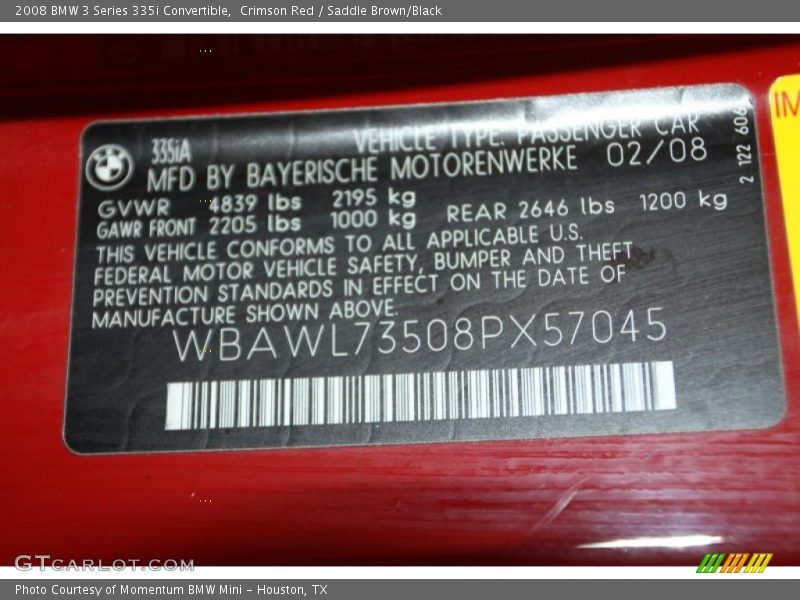 2008 BMW 3 Series 335i Convertible,  Crimson Red / Saddle Brown/Black
335iA
VEHICLE TYPE: PASSENGER CAR
MFD BY BAYERISCHE MOTORENWERKE 02/08
GVWR 4839 lbs 2195 kg
GAWR FRONT 2205 lbs 1000 kg REAR 2646 lbs 1200 kg
THIS VEHICLE CONFORMS TO ALL APPLICABLE U.S.
FEDERAL MOTOR VEHICLE SAFETY, BUMPER AND THEFT
PREVENTION STANDARDS IN EFFECT ON THE DATE OF
MANUFACTURE SHOWN ABOVE.
WBAWL73508PX57045
BMW
IM
GTCARLOT.COM
Photo Courtesy of Momentum BMW Mini - Houston, TX